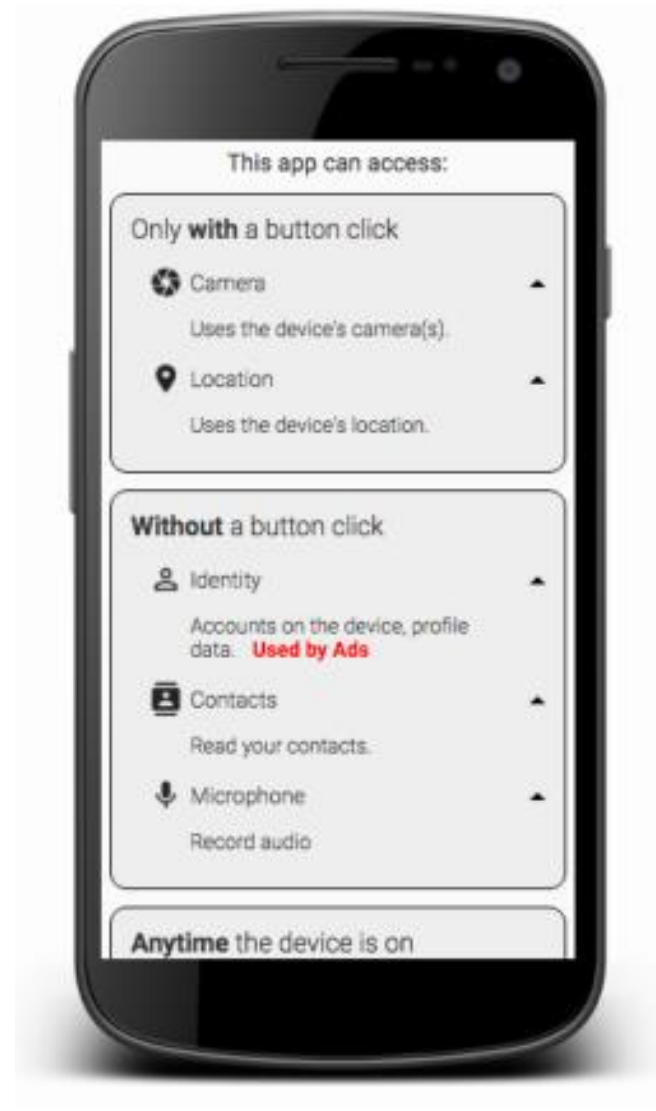 This app can access:
Only with a button click
Camera
Uses the device's camera(s).
Location
Uses the device's location.
Without a button click
Identity
Accounts on the device, profile
data. Used by Ads
Contacts
Read your contacts.
Microphone
Record audio
Anytime the device is on